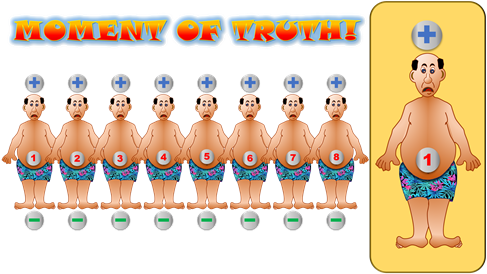 MOMENT OF TRUTH!
+ + + + + + + + +
1 2 3 4 5 6 7 8 1
− − − − − − − −